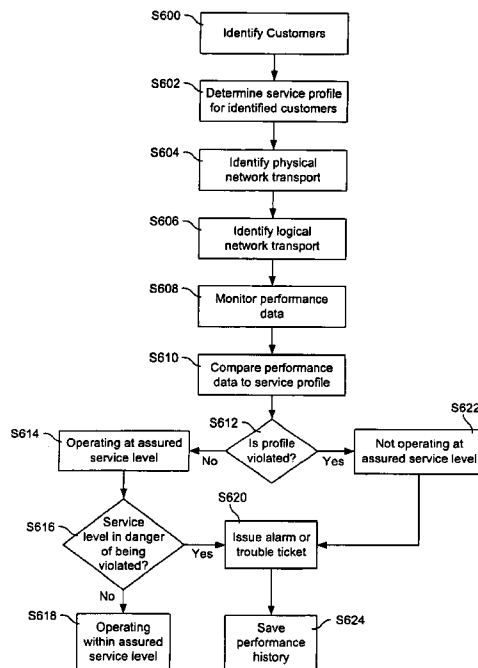 S600
Identify Customers
S602
Determine service profile
for identified customers
S604
Identify physical
network transport
S606
Identify logical
network transport
S608
Monitor performance
data
S610
Compare performance
data to service profile
S612
Is profile
violated?
No
Yes
S614
Operating at assured
service level
S622
Not operating at
assured service level
S616
Service
level in danger
of being
violated?
Yes
No
S620
Issue alarm or
trouble ticket
S618
Operating
within assured
service level
S624
Save
performance
history